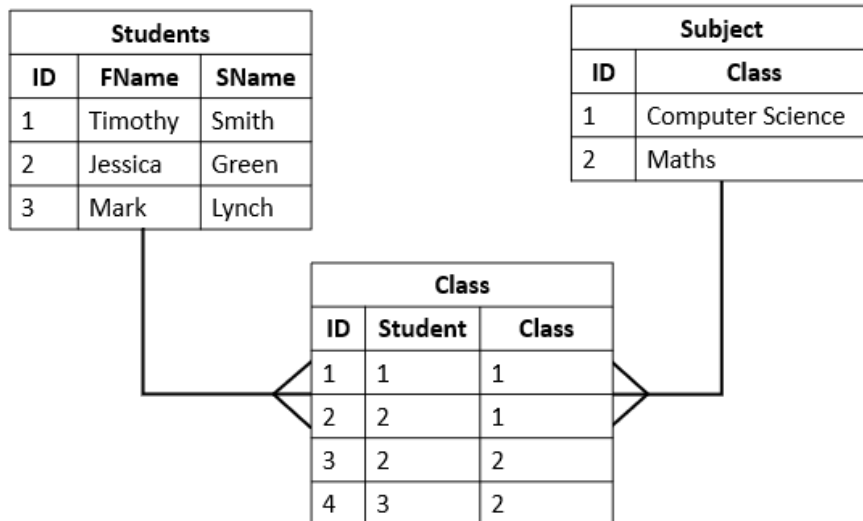 Students
ID FName SName
1 Timothy Smith
2 Jessica Green
3 Mark Lynch
Subject
ID Class
1 Computer Science
2 Maths
Class
ID Student Class
1 1 1
2 2 1
3 2 2
4 3 2